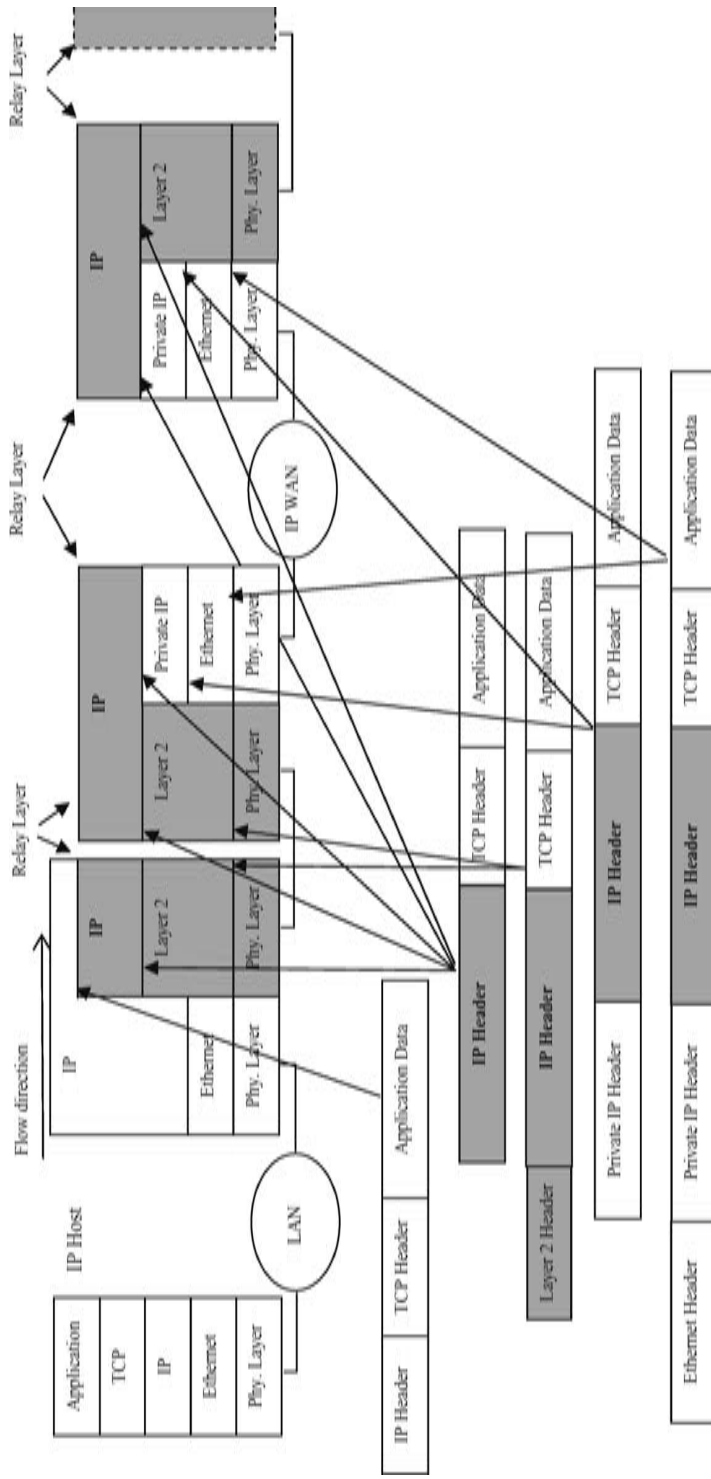 Flow direction
Relay Layer
Relay Layer
Relay Layer
IP Host
Application
TCP
IP
Ethernet
Phy. Layer
LAN
IP
Ethernet
Phy. Layer
IP
Layer 2
Phy. Layer
IP
Layer 2
Phy. Layer
Private IP
Ethernet
Phy. Layer
IP WAN
IP
Private IP
Ethernet
Phy. Layer
Layer 2
Phy. Layer
IP Header TCP Header Application Data
IP Header TCP Header Application Data
Layer 2 Header IP Header TCP Header Application Data
Private IP Header IP Header TCP Header Application Data
Ethernet Header Private IP Header IP Header TCP Header Application Data